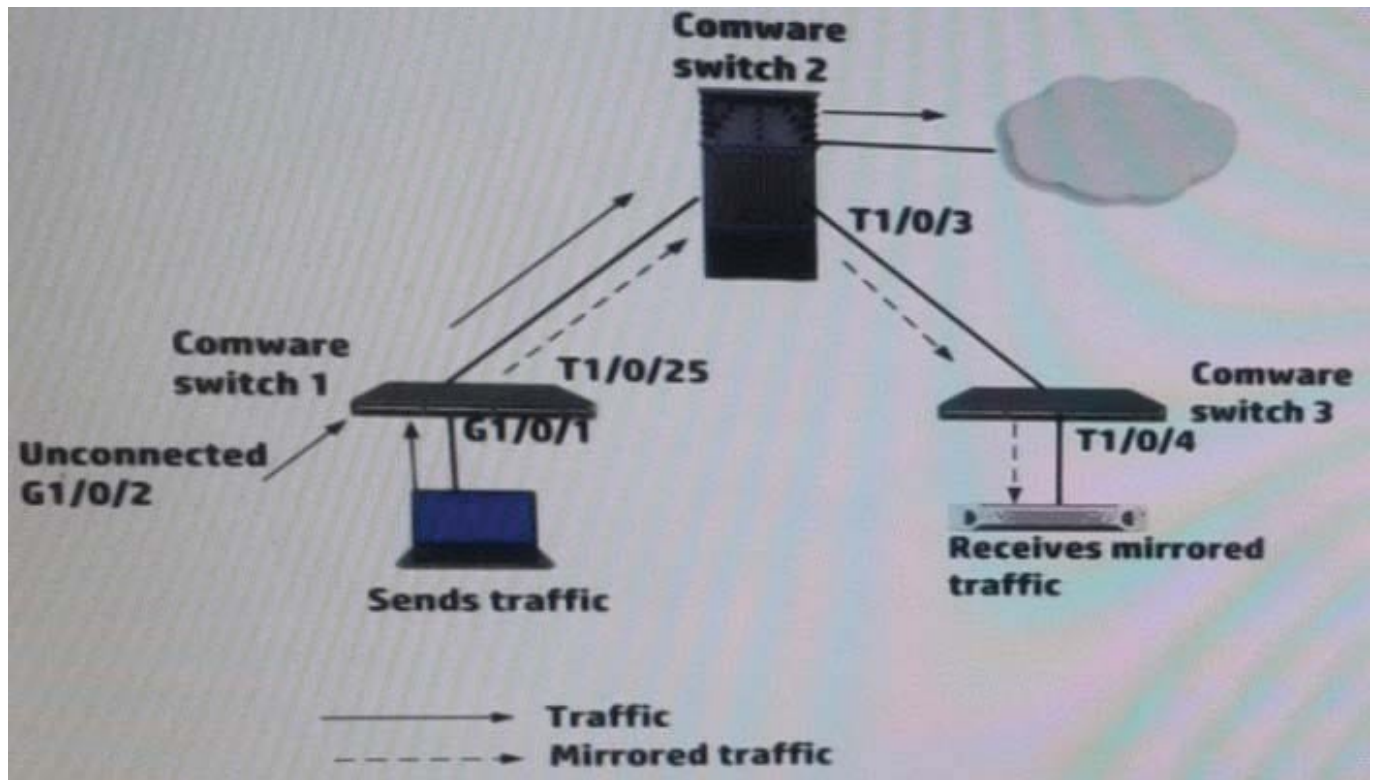 Comware
switch 2
T1/0/3
Comware
switch 1
T1/0/25
Comware
switch 3
G1/0/1
T1/0/4
Unconnected
G1/0/2
Receives mirrored
traffic
Sends traffic
Traffic
Mirrored traffic